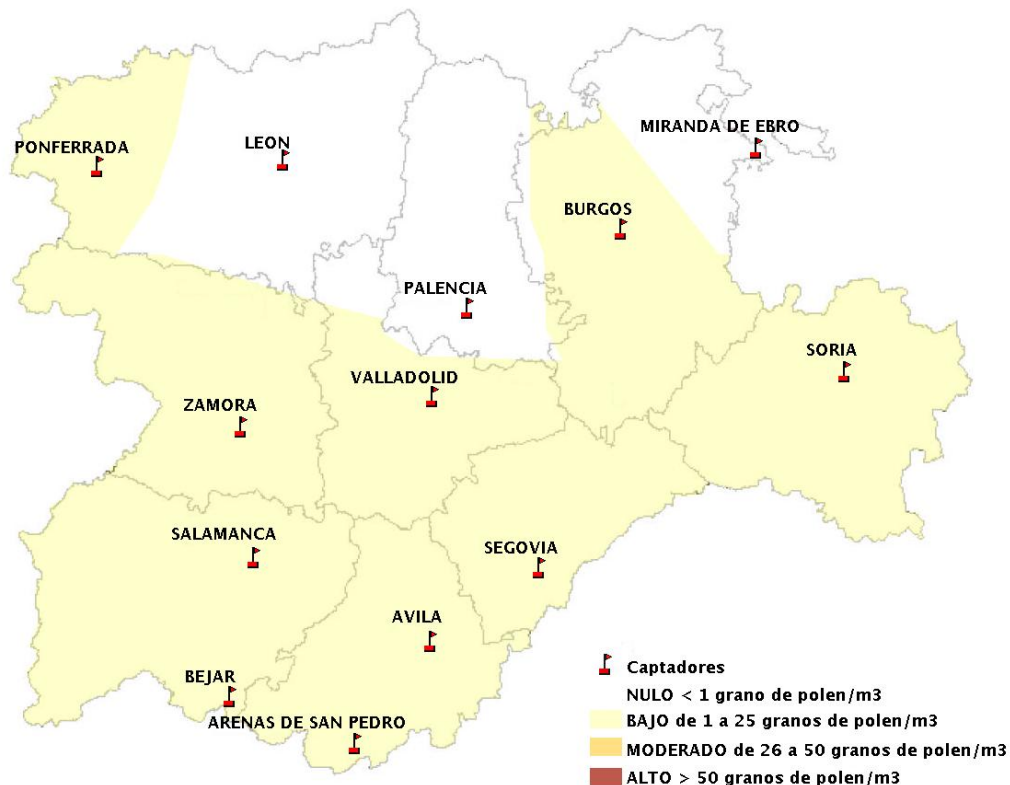 MIRANDA DE EBRO
PONFERRADA
LEON
BURGOS
PALENCIA
SORIA
VALLADOLID
ZAMORA
SALAMANCA
SEGOVIA
AVILA
BEJAR
ARENAS DE SAN PEDRO
Captadores
NULO < 1 grano de polen/m3
BAJO de 1 a 25 granos de polen/m3
MODERADO de 26 a 50 granos de polen/m3
ALTO > 50 granos de polen/m3